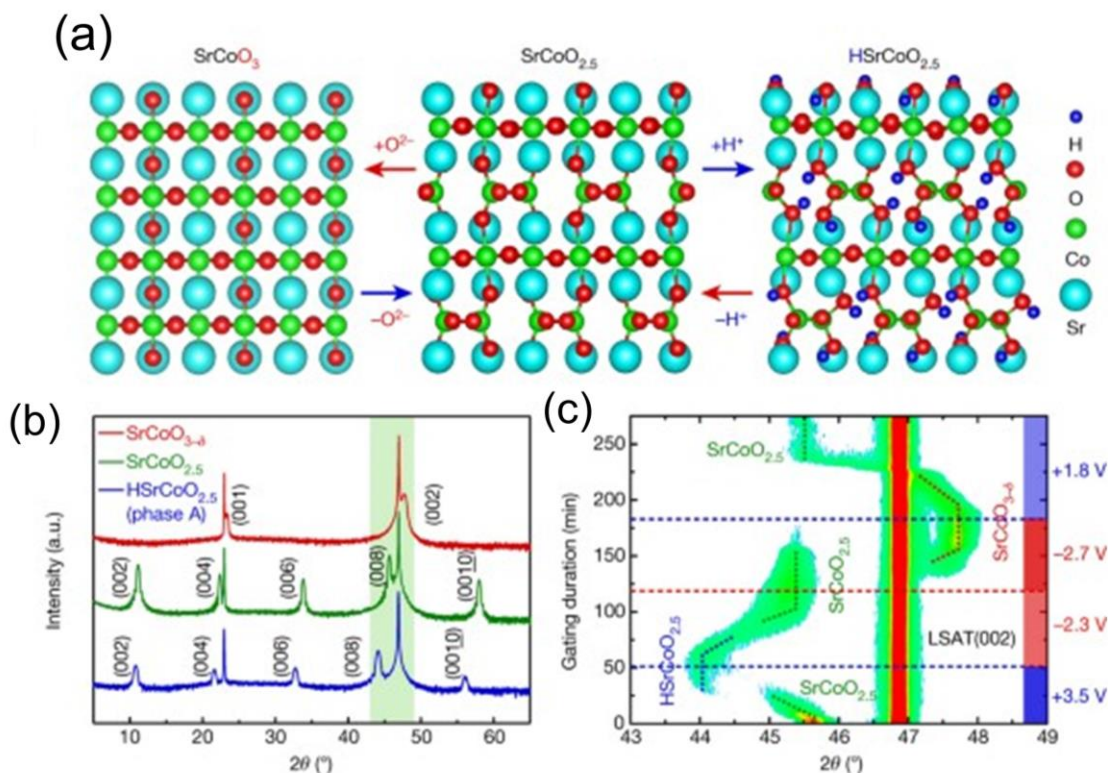 (a)
SrCoO₃
SrCoO₂.₅
HSrCoO₂.₅
+O²⁻
−O²⁻
+H⁺
−H⁺
H
O
Co
Sr
(b)
SrCoO₃₋δ
SrCoO₂.₅
HSrCoO₂.₅
(phase A)
(001)
(002)
(002)
(004)
(006)
(008)
(0010)
(002)
(004)
(006)
(008)
(0010)
Intensity (a.u.)
10 20 30 40 50 60
2θ (°)
(c)
Gating duration (min)
250
200
150
100
50
0
SrCoO₂.₅
SrCoO₃₋δ
SrCoO₂.₅
HSrCoO₂.₅
LSAT(002)
SrCoO₂.₅
+1.8 V
−2.7 V
−2.3 V
+3.5 V
43 44 45 46 47 48 49
2θ (°)